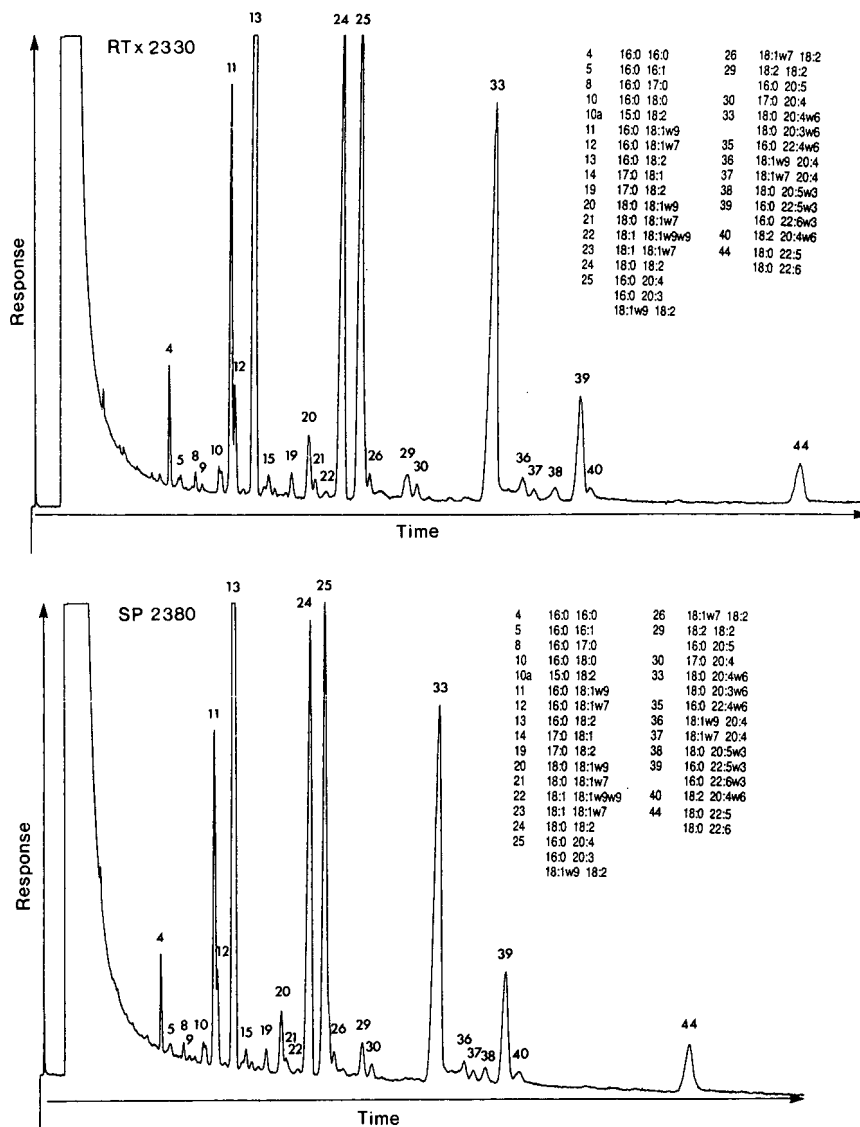 13
24 25
RTx 2330
11
33
12
4
5
8
9
10
15
19
20
21
22
26
29
30
36
37
38
39
40
44
Response
Time
4 16:0 16:0
5 16:0 16:1
8 16:0 17:0
10 16:0 18:0
10a 15:0 18:2
11 16:0 18:1w9
12 16:0 18:1w7
13 16:0 18:2
14 17:0 18:1
19 17:0 18:2
20 18:0 18:1w9
21 18:0 18:1w7
22 18:1 18:1w9w9
23 18:1 18:1w7
24 18:0 18:2
25 16:0 20:4
16:0 20:3
18:1w9 18:2
26 18:1w7 18:2
29 18:2 18:2
16:0 20:5
30 17:0 20:4
33 18:0 20:4w6
18:0 20:3w6
35 16:0 22:4w6
36 18:1w9 20:4
37 18:1w7 20:4
38 18:0 20:5w3
39 16:0 22:5w3
16:0 22:6w3
40 18:2 20:4w6
44 18:0 22:5
18:0 22:6
13
25
24
SP 2380
33
11
12
4
5
8
9
10
15
19
20
21
22
26
29
30
36
37
38
39
40
44
Response
Time
4 16:0 16:0
5 16:0 16:1
8 16:0 17:0
10 16:0 18:0
10a 15:0 18:2
11 16:0 18:1w9
12 16:0 18:1w7
13 16:0 18:2
14 17:0 18:1
19 17:0 18:2
20 18:0 18:1w9
21 18:0 18:1w7
22 18:1 18:1w9w9
23 18:1 18:1w7
24 18:0 18:2
25 16:0 20:4
16:0 20:3
18:1w9 18:2
26 18:1w7 18:2
29 18:2 18:2
16:0 20:5
30 17:0 20:4
33 18:0 20:4w6
18:0 20:3w6
35 16:0 22:4w6
36 18:1w9 20:4
37 18:1w7 20:4
38 18:0 20:5w3
39 16:0 22:5w3
16:0 22:6w3
40 18:2 20:4w6
44 18:0 22:5
18:0 22:6